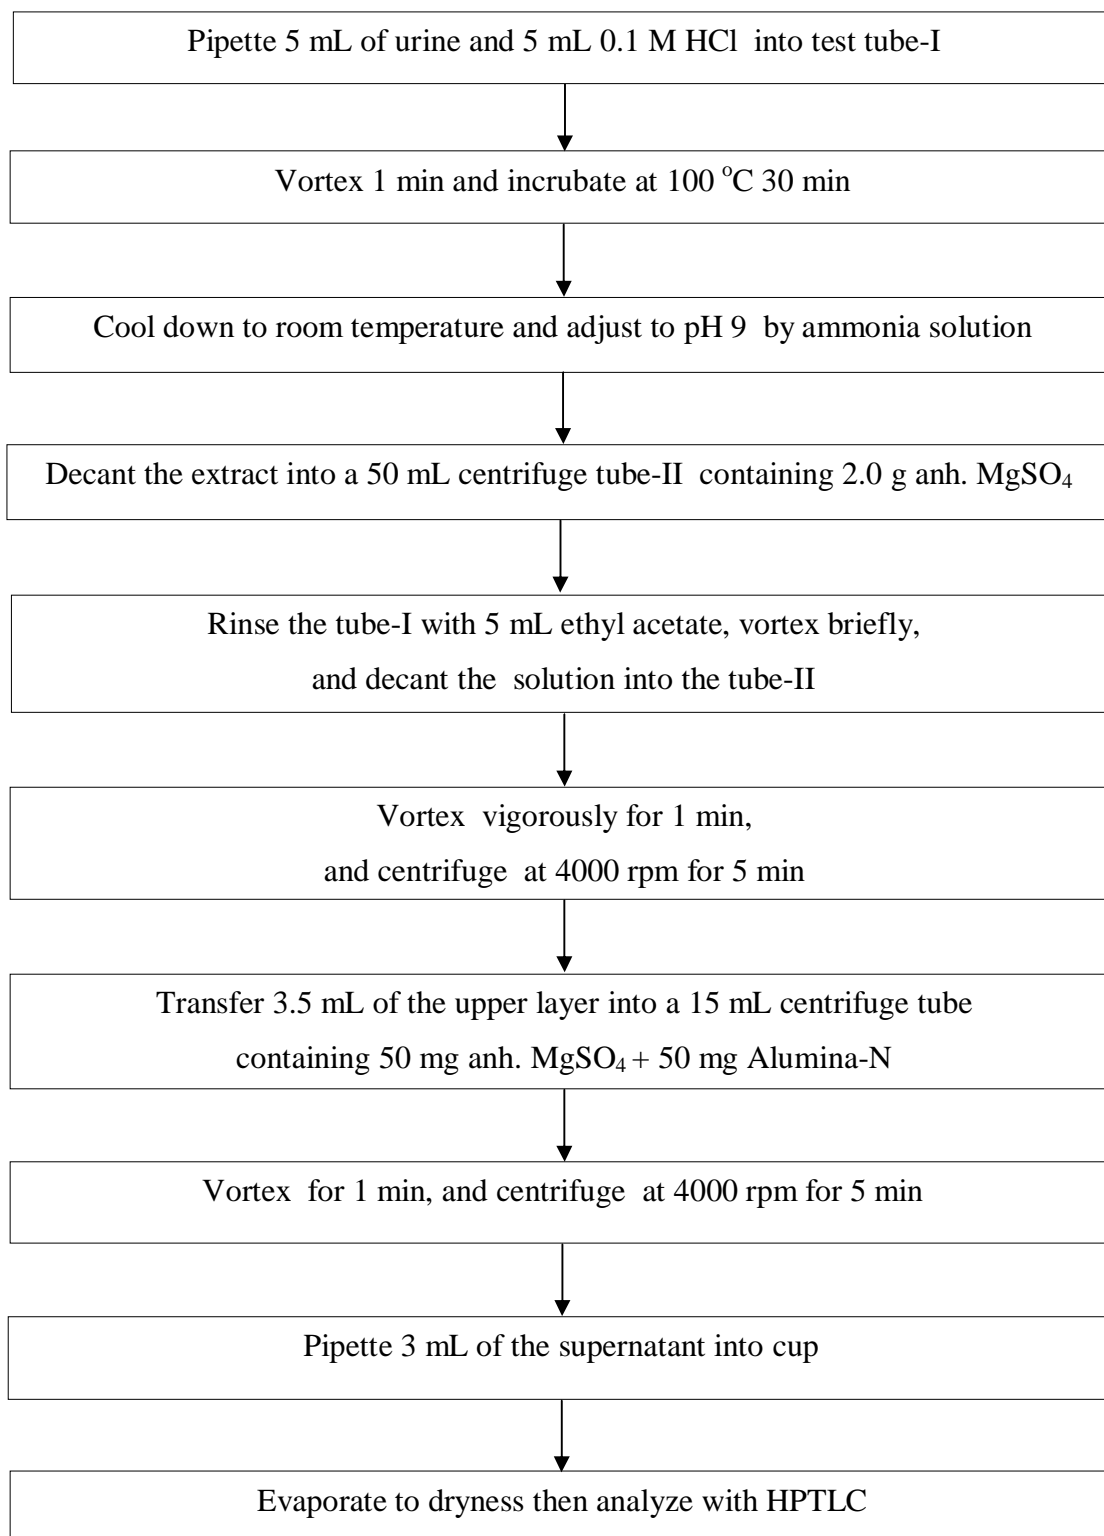 Pipette 5 mL of urine and 5 mL 0.1 M HCl into test tube-I
Vortex 1 min and incrubate at 100 °C 30 min
Cool down to room temperature and adjust to pH 9 by ammonia solution
Decant the extract into a 50 mL centrifuge tube-II containing 2.0 g anh. MgSO₄
Rinse the tube-I with 5 mL ethyl acetate, vortex briefly,
and decant the solution into the tube-II
Vortex vigorously for 1 min,
and centrifuge at 4000 rpm for 5 min
Transfer 3.5 mL of the upper layer into a 15 mL centrifuge tube
containing 50 mg anh. MgSO₄ + 50 mg Alumina-N
Vortex for 1 min, and centrifuge at 4000 rpm for 5 min
Pipette 3 mL of the supernatant into cup
Evaporate to dryness then analyze with HPTLC